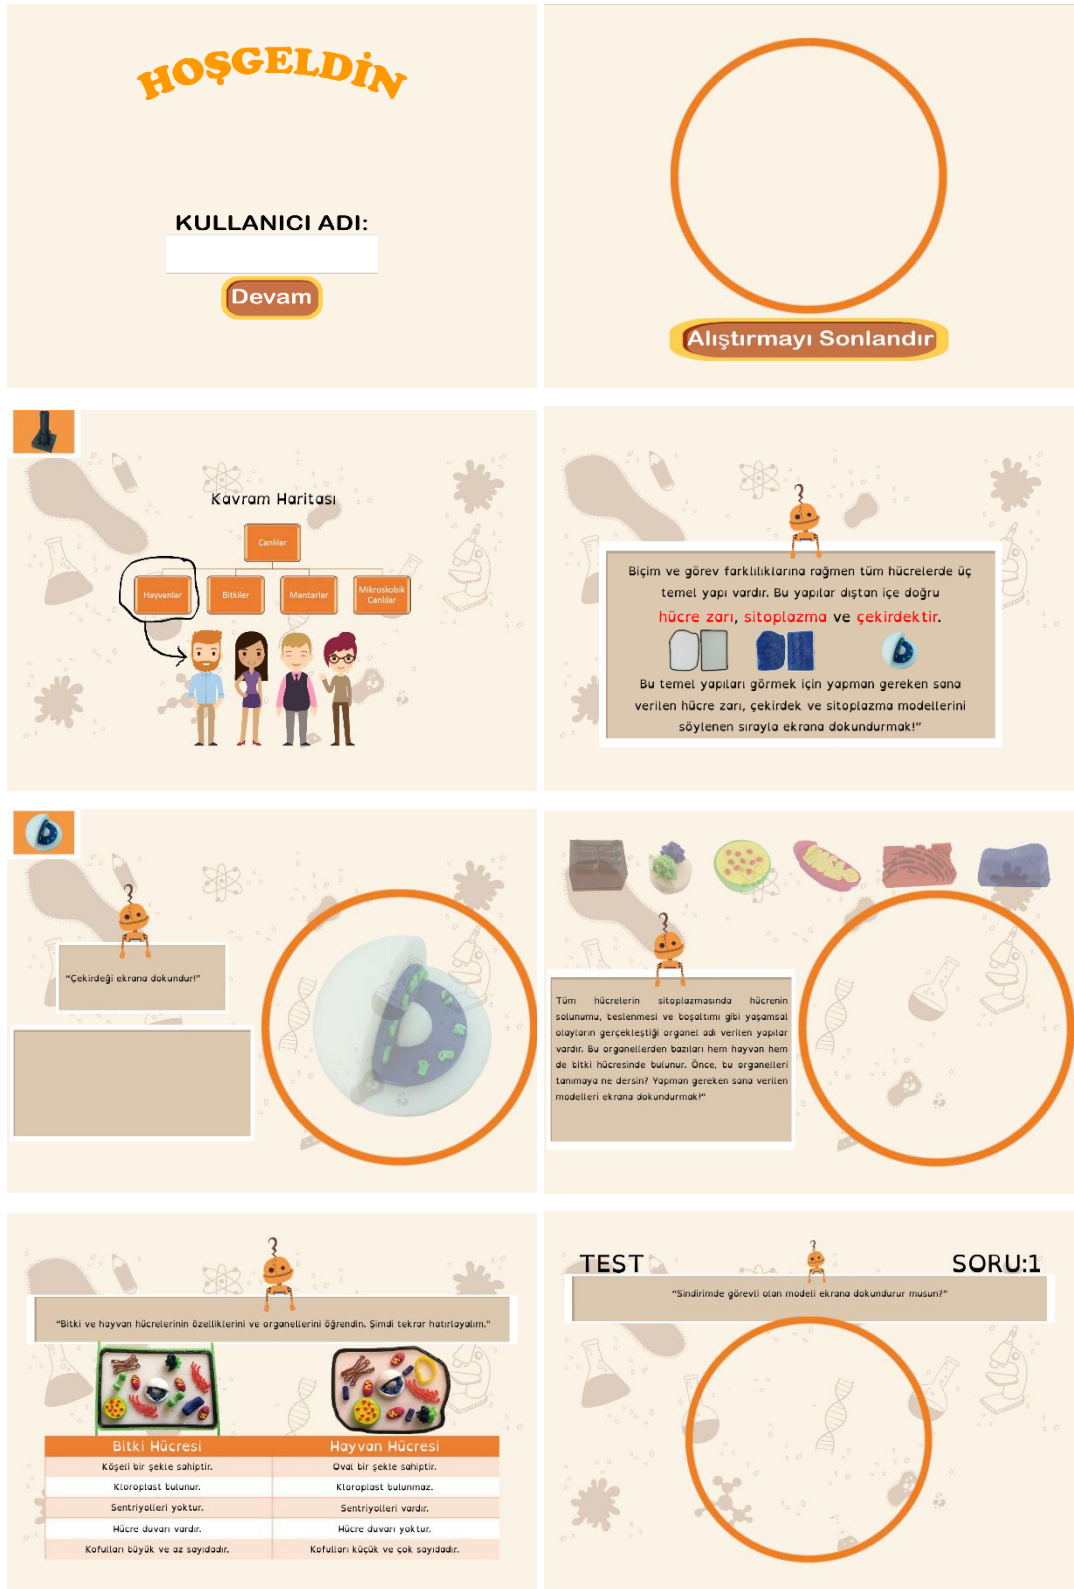 HOŞGELDİN
KULLANICI ADI:
Devam
Alıştırmayı Sonlandır
Kavram Haritası
Canlılar
Hayvanlar
Bitkiler
Mantarlar
Mikroskobik
Canlılar
Biçim ve görev farklılıklarına rağmen tüm hücrelerde üç
temel yapı vardır. Bu yapılar dıştan içe doğru
hücre zarı, sitoplazma ve çekirdektir.
Bu temel yapıları görmek için yapman gereken sana
verilen hücre zarı, çekirdek ve sitoplazma modellerini
söylenen sırayla ekrana dokundurmak!”
“Çekirdeği ekrana dokundur!”
Tüm hücrelerin sitoplazmasında hücrenin
solunumu, beslenmesi ve boşaltımı gibi yaşamsal
olayların gerçekleştiği organel adı verilen yapılar
vardır. Bu organellerden bazıları hem hayvan hem
de bitki hücresinde bulunur. Önce, bu organelleri
tanımaya ne dersin? Yapman gereken sana verilen
modelleri ekrana dokundurmak!”
“Bitki ve hayvan hücrelerinin özelliklerini ve organellerini öğrendin. Şimdi tekrar hatırlayalım.”
Bitki Hücresi Hayvan Hücresi
Köşeli bir şekle sahiptir. Oval bir şekle sahiptir.
Kloroplast bulunur. Kloroplast bulunmaz.
Sentriyolleri yoktur. Sentriyolleri vardır.
Hücre duvarı vardır. Hücre duvarı yoktur.
Kofulları büyük ve az sayıdadır. Kofulları küçük ve çok sayıdadır.
TEST SORU:1
“Sindirimde görevli olan modeli ekrana dokundurur musun?”